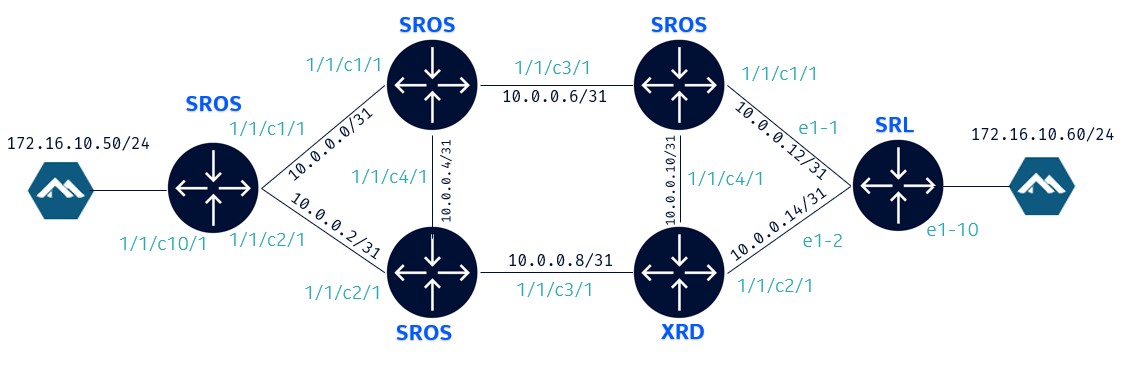 SROS
SROS
1/1/c1/1
1/1/c3/1
1/1/c1/1
10.0.0.6/31
SROS
1/1/c1/1
10.0.0.0/31
10.0.0.12/31
e1-1
SRL
172.16.10.50/24
172.16.10.60/24
1/1/c4/1
10.0.0.4/31
10.0.0.10/31
1/1/c4/1
10.0.0.2/31
10.0.0.14/31
1/1/c10/1
1/1/c2/1
e1-2
e1-10
10.0.0.8/31
1/1/c2/1
1/1/c3/1
1/1/c2/1
SROS
XRD